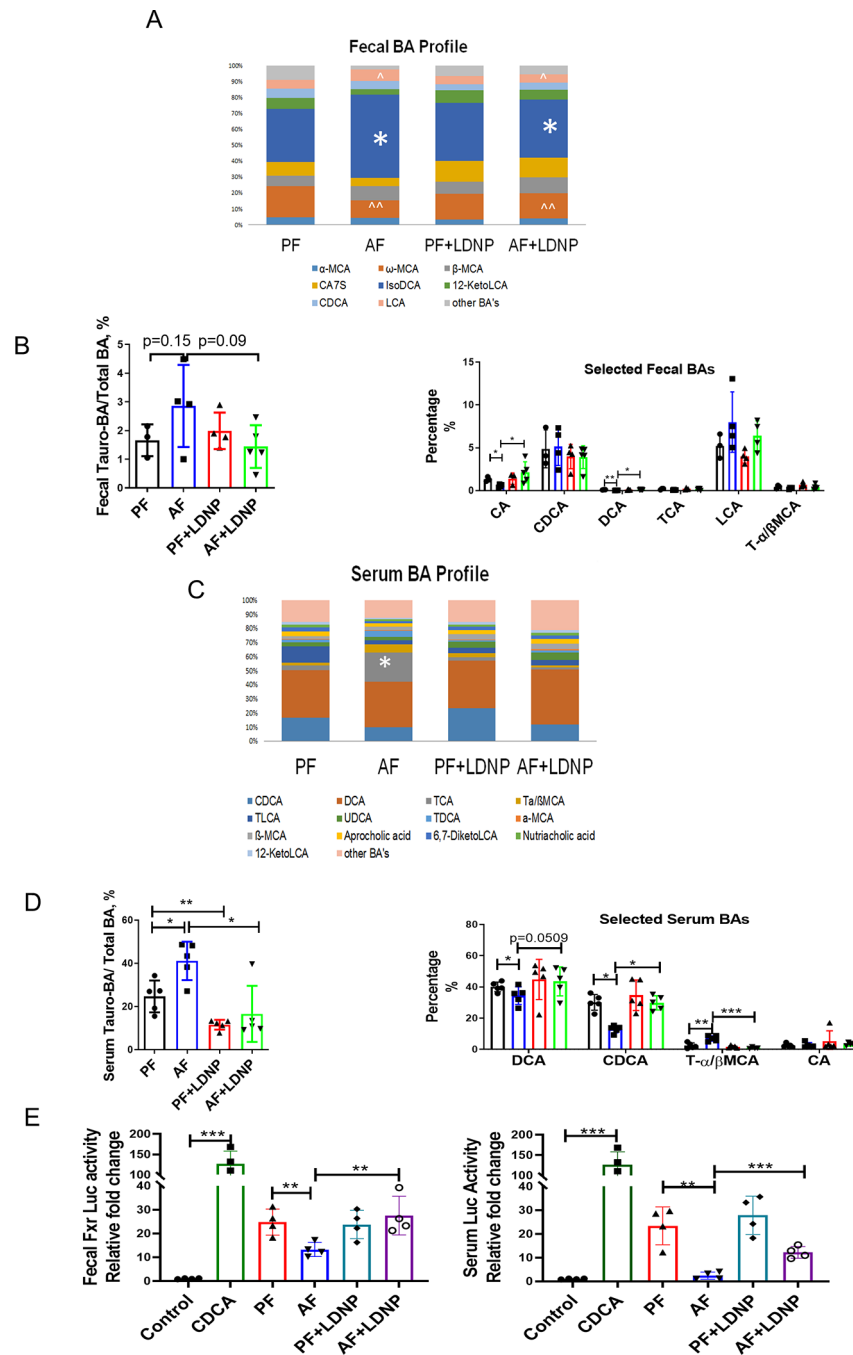 A
Fecal BA Profile
100%
90%
80%
70%
60%
50%
40%
30%
20%
10%
0%
^ ^
* *
^^ ^^
PF AF PF+LDNP AF+LDNP
α-MCA ω-MCA β-MCA
CA7S IsoDCA 12-KetoLCA
CDCA LCA other BA's
B
Fecal Tauro-BA/Total BA, %
p=0.15 p=0.09
5
4
3
2
1
0
PF AF PF+LDNP AF+LDNP
Selected Fecal BAs
Percentage
%
15
10
5
0
* * ** *
CA CDCA DCA TCA LCA T-α/βMCA
C
Serum BA Profile
100%
90%
80%
70%
60%
50%
40%
30%
20%
10%
0%
*
PF AF PF+LDNP AF+LDNP
CDCA DCA TCA Ta/ßMCA
TLCA UDCA TDCA a-MCA
ß-MCA Aprocholic acid 6,7-DiketoLCA Nutriacholic acid
12-KetoLCA other BA's
D
Serum Tauro-BA/ Total BA, %
60
40
20
0
**
* *
PF AF PF+LDNP AF+LDNP
Selected Serum BAs
Percentage
%
80
60
40
20
0
p=0.0509
* * * ** ***
DCA CDCA T-α/βMCA CA
E
Fecal Fxr Luc activity
Relative fold change
200
150
100
40
30
20
10
0
*** ** **
Control CDCA PF AF PF+LDNP AF+LDNP
Serum Luc Activity
Relative fold change
200
150
100
40
30
20
10
0
*** ** ***
Control CDCA PF AF PF+LDNP AF+LDNP